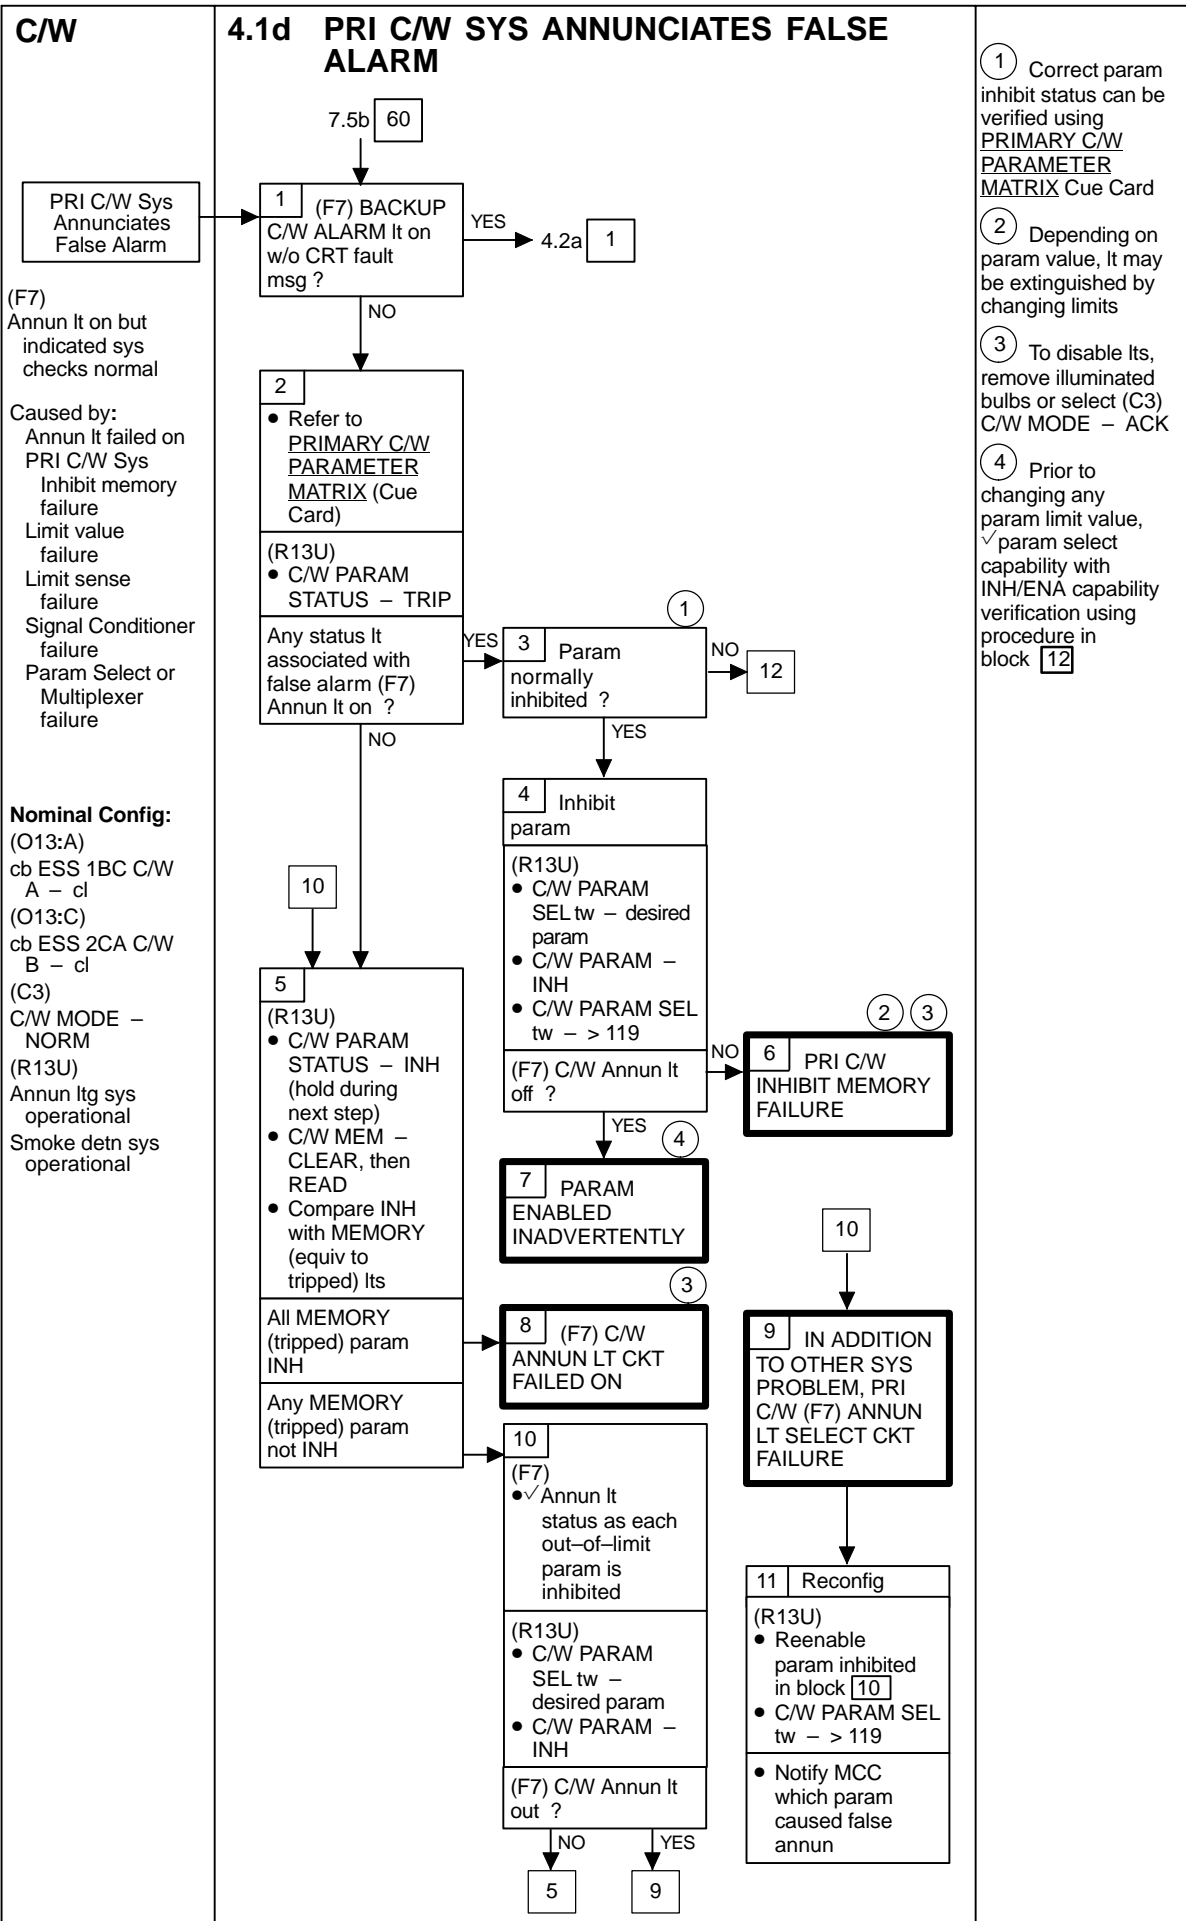 C/W
4.1d PRI C/W SYS ANNUNCIATES FALSE
ALARM
7.5b 60
PRI C/W Sys
Annunciates
False Alarm
(F7)
Annun lt on but
indicated sys
checks normal
Caused by:
Annun lt failed on
PRI C/W Sys
Inhibit memory
failure
Limit value
failure
Limit sense
failure
Signal Conditioner
failure
Param Select or
Multiplexer
failure
Nominal Config:
(O13:A)
cb ESS 1BC C/W
A – cl
(O13:C)
cb ESS 2CA C/W
B – cl
(C3)
C/W MODE –
NORM
(R13U)
Annun ltg sys
operational
Smoke detn sys
operational
1 (F7) BACKUP
C/W ALARM lt on
w/o CRT fault
msg ?
YES
4.2a 1
NO
2
• Refer to
PRIMARY C/W
PARAMETER
MATRIX (Cue
Card)
(R13U)
• C/W PARAM
STATUS – TRIP
Any status lt
associated with
false alarm (F7)
Annun lt on ?
YES
NO
1
3 Param
normally
inhibited ?
NO
12
YES
4 Inhibit
param
(R13U)
• C/W PARAM
SEL tw – desired
param
• C/W PARAM –
INH
• C/W PARAM SEL
tw – > 119
(F7) C/W Annun lt
off ?
NO
YES
10
5
(R13U)
• C/W PARAM
STATUS – INH
(hold during
next step)
• C/W MEM –
CLEAR, then
READ
• Compare INH
with MEMORY
(equiv to
tripped) lts
All MEMORY
(tripped) param
INH
Any MEMORY
(tripped) param
not INH
2 3
6 PRI C/W
INHIBIT MEMORY
FAILURE
4
7 PARAM
ENABLED
INADVERTENTLY
3
8 (F7) C/W
ANNUN LT CKT
FAILED ON
10
9 IN ADDITION
TO OTHER SYS
PROBLEM, PRI
C/W (F7) ANNUN
LT SELECT CKT
FAILURE
10
(F7)
•√Annun lt
status as each
out–of–limit
param is
inhibited
(R13U)
• C/W PARAM
SEL tw –
desired param
• C/W PARAM –
INH
(F7) C/W Annun lt
out ?
NO YES
5 9
11 Reconfig
(R13U)
• Reenable
param inhibited
in block 10
• C/W PARAM SEL
tw – > 119
• Notify MCC
which param
caused false
annun
1 Correct param
inhibit status can be
verified using
PRIMARY C/W
PARAMETER
MATRIX Cue Card
2 Depending on
param value, lt may
be extinguished by
changing limits
3 To disable lts,
remove illuminated
bulbs or select (C3)
C/W MODE – ACK
4 Prior to
changing any
param limit value,
√param select
capability with
INH/ENA capability
verification using
procedure in
block 12